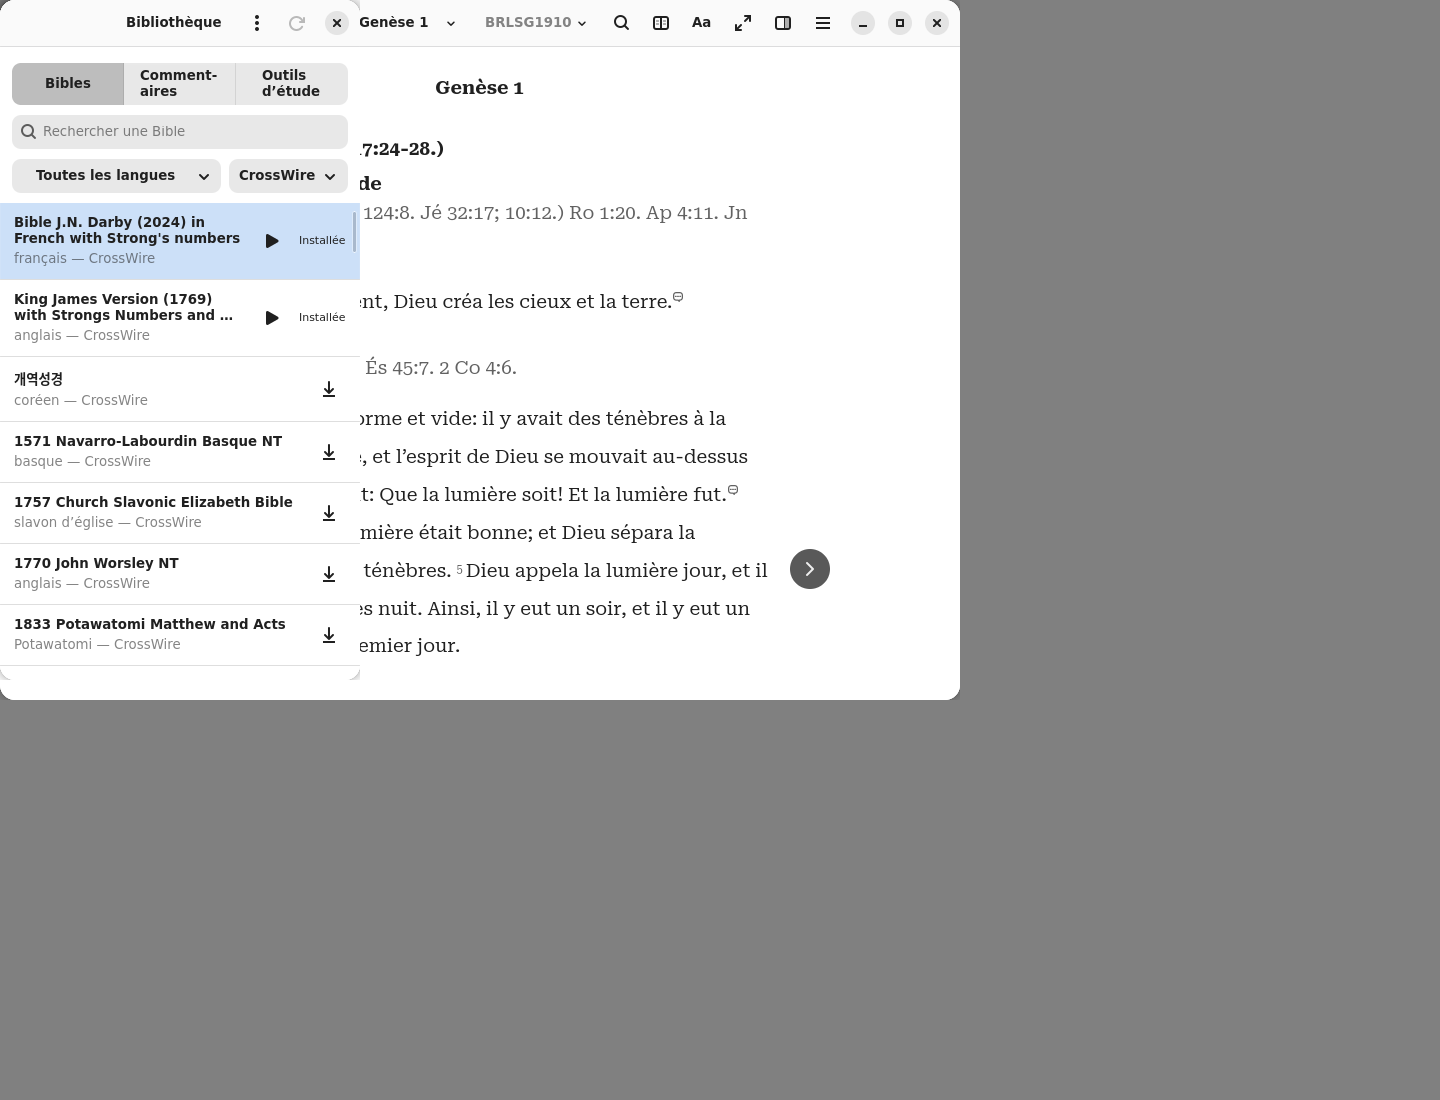 Bibliothèque
Genèse 1
BRLSG1910
Aa
Bibles
Comment-
aires
Outils
d’étude
Rechercher une Bible
Toutes les langues
CrossWire
Bible J.N. Darby (2024) in
French with Strong's numbers
français — CrossWire
Installée
King James Version (1769)
with Strongs Numbers and …
anglais — CrossWire
Installée
개역성경
coréen — CrossWire
1571 Navarro-Labourdin Basque NT
basque — CrossWire
1757 Church Slavonic Elizabeth Bible
slavon d’église — CrossWire
1770 John Worsley NT
anglais — CrossWire
1833 Potawatomi Matthew and Acts
Potawatomi — CrossWire
Genèse 1
17:24-28.)
de
124:8. Jé 32:17; 10:12.) Ro 1:20. Ap 4:11. Jn
ent, Dieu créa les cieux et la terre.
És 45:7. 2 Co 4:6.
orme et vide: il y avait des ténèbres à la
e, et l’esprit de Dieu se mouvait au-dessus
t: Que la lumière soit! Et la lumière fut.
mière était bonne; et Dieu sépara la
ténèbres. 5 Dieu appela la lumière jour, et il
es nuit. Ainsi, il y eut un soir, et il y eut un
emier jour.